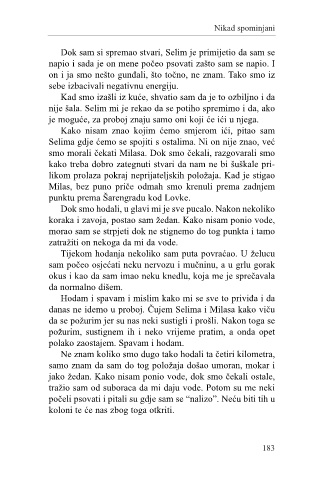 Nikad spominjani
Dok sam si spremao stvari, Selim je primijetio da sam se
napio i sada je on mene počeo psovati zašto sam se napio. I
on i ja smo nešto gunđali, što točno, ne znam. Tako smo iz
sebe izbacivali negativnu energiju.
Kad smo izašli iz kuće, shvatio sam da je to ozbiljno i da
nije šala. Selim mi je rekao da se potiho spremimo i da, ako
je moguće, za proboj znaju samo oni koji će ići u njega.
Kako nisam znao kojim ćemo smjerom ići, pitao sam
Selima gdje ćemo se spojiti s ostalima. Ni on nije znao, već
smo morali čekati Milasa. Dok smo čekali, razgovarali smo
kako treba dobro zategnuti stvari da nam ne bi šuškale pri-
likom prolaza pokraj neprijateljskih položaja. Kad je stigao
Milas, bez puno priče odmah smo krenuli prema zadnjem
punktu prema Šarengradu kod Lovke.
Dok smo hodali, u glavi mi je sve pucalo. Nakon nekoliko
koraka i zavoja, postao sam žedan. Kako nisam ponio vode,
morao sam se strpjeti dok ne stignemo do tog punkta i tamo
zatražiti on nekoga da mi da vode.
Tijekom hodanja nekoliko sam puta povraćao. U želucu
sam počeo osjećati neku nervozu i mučninu, a u grlu gorak
okus i kao da sam imao neku knedlu, koja me je sprečavala
da normalno dišem.
Hodam i spavam i mislim kako mi se sve to privida i da
danas ne idemo u proboj. Čujem Selima i Milasa kako viču
da se požurim jer su nas neki sustigli i prošli. Nakon toga se
požurim, sustignem ih i neko vrijeme pratim, a onda opet
polako zaostajem. Spavam i hodam.
Ne znam koliko smo dugo tako hodali ta četiri kilometra,
samo znam da sam do tog položaja došao umoran, mokar i
jako žedan. Kako nisam ponio vode, dok smo čekali ostale,
tražio sam od suboraca da mi daju vode. Potom su me neki
počeli psovati i pitali su gdje sam se “nalizo”. Neću biti tih u
koloni te će nas zbog toga otkriti.
183